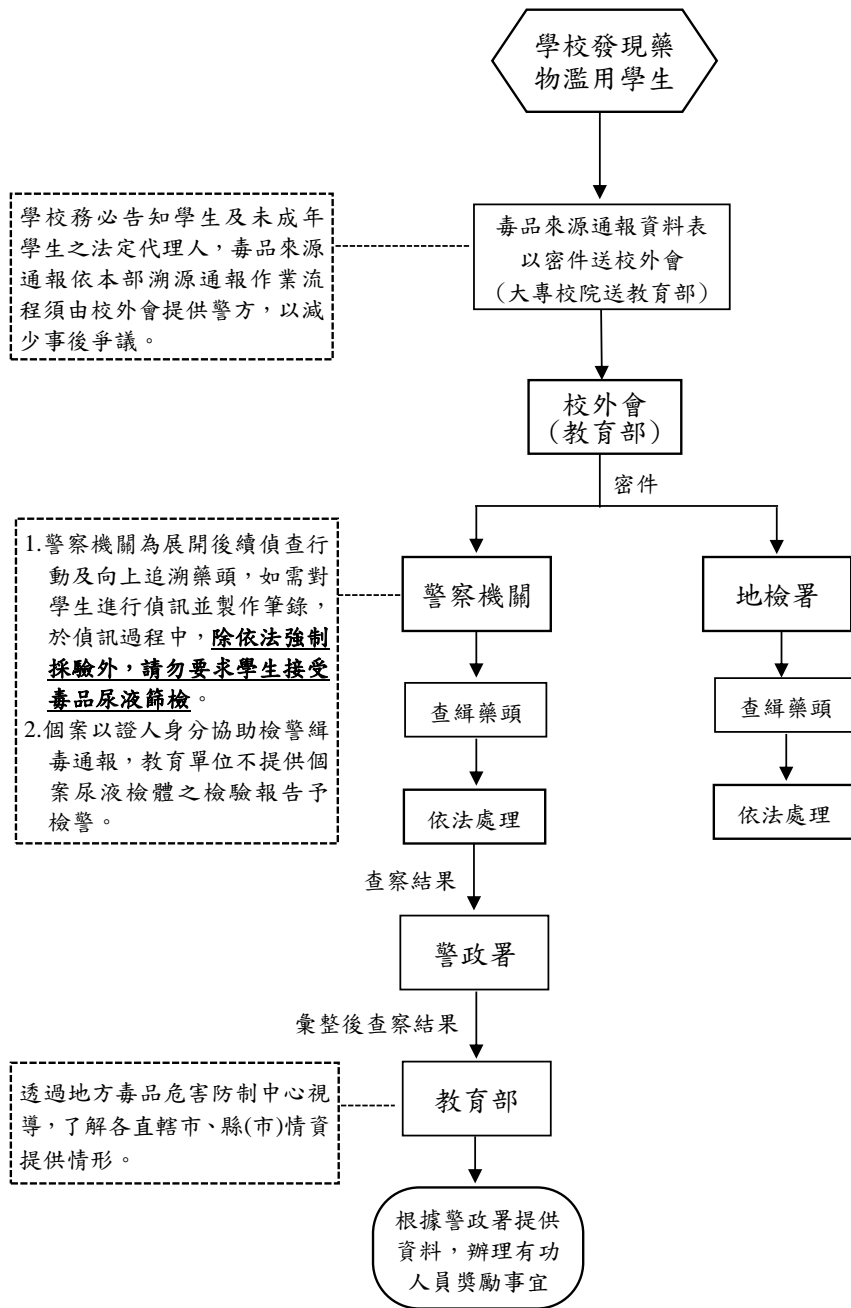 學校發現藥
物濫用學生
學校務必告知學生及未成年
學生之法定代理人，毒品來源
通報依本部溯源通報作業流
程須由校外會提供警方，以減
少事後爭議。
毒品來源通報資料表
以密件送校外會
（大專校院送教育部）
校外會
（教育部）
密件
1.警察機關為展開後續偵查行
動及向上追溯藥頭，如需對
學生進行偵訊並製作筆錄，
於偵訊過程中，除依法強制
採驗外，請勿要求學生接受
毒品尿液篩檢。
2.個案以證人身分協助檢警緝
毒通報，教育單位不提供個
案尿液檢體之檢驗報告予
檢警。
警察機關
地檢署
查緝藥頭
查緝藥頭
依法處理
依法處理
查察結果
警政署
彙整後查察結果
透過地方毒品危害防制中心視
導，了解各直轄市、縣(市)情資
提供情形。
教育部
根據警政署提供
資料，辦理有功
人員獎勵事宜